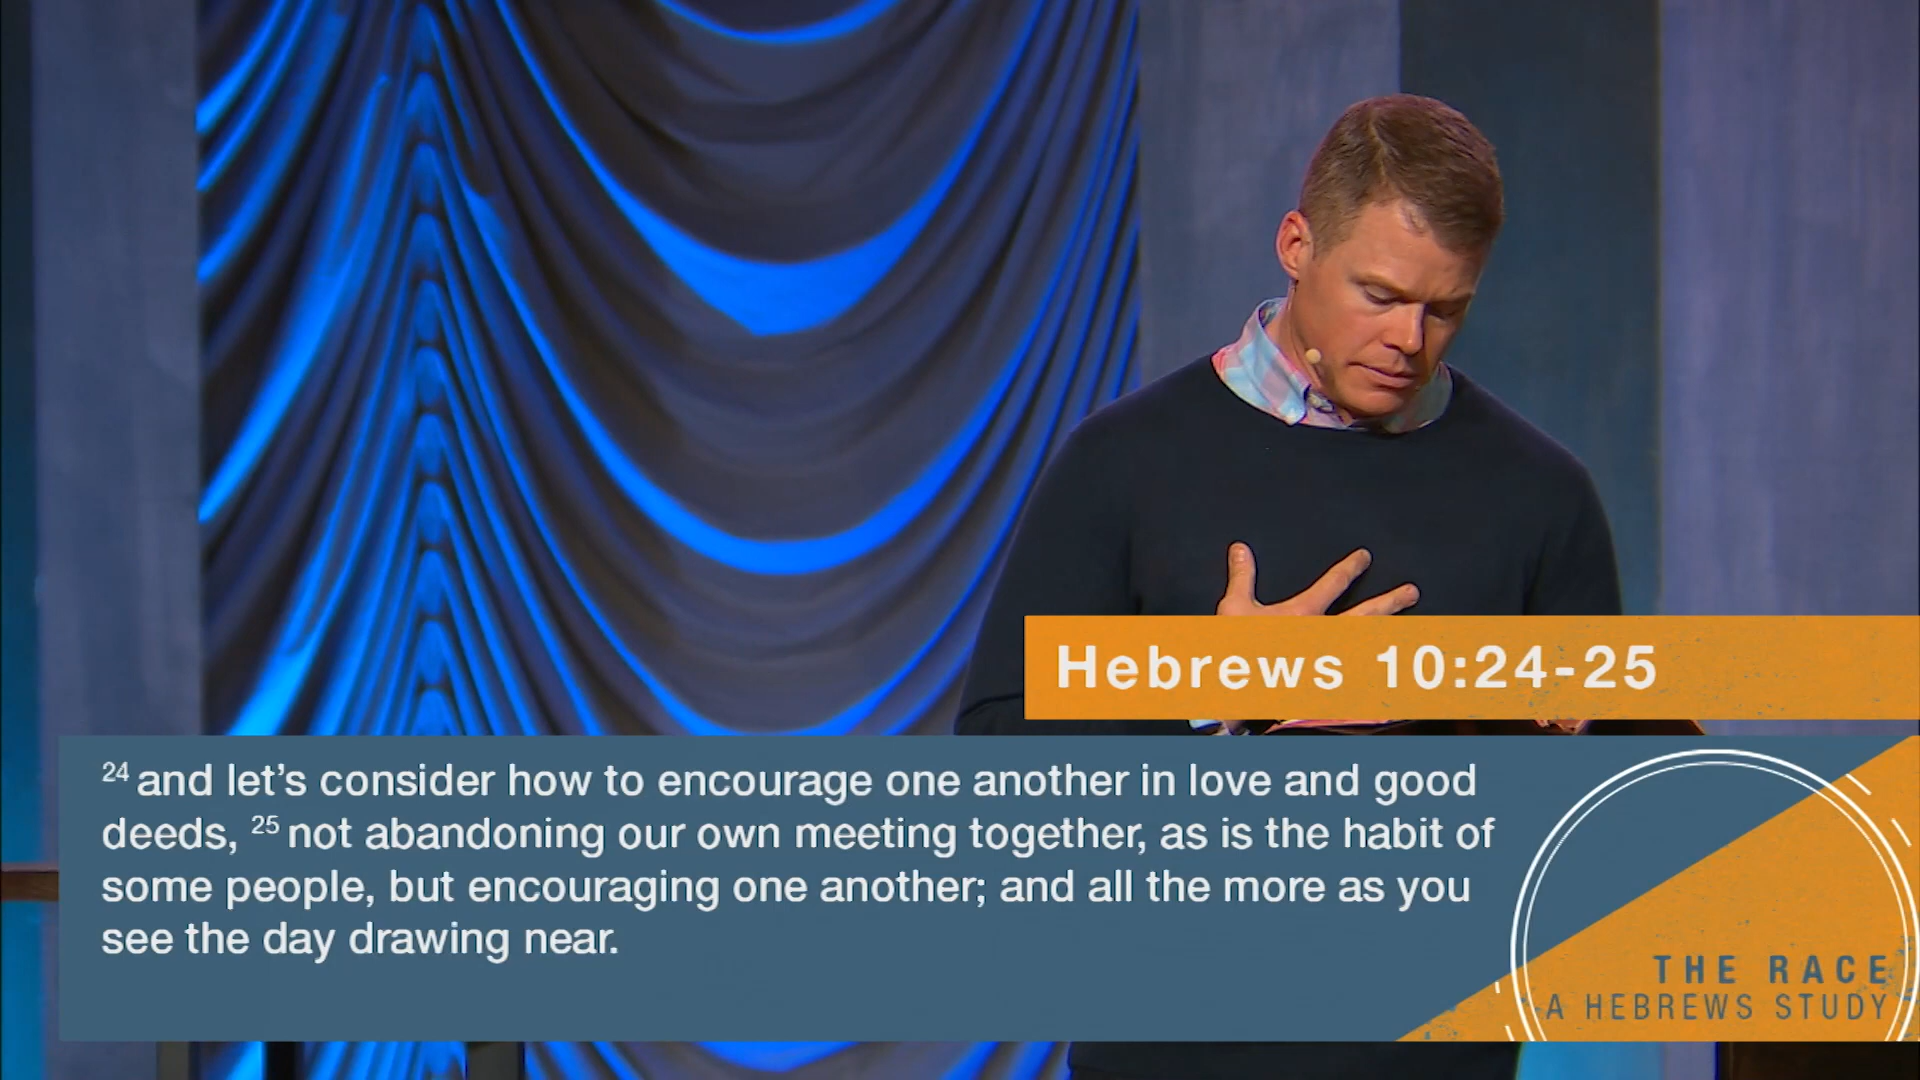 Hebrews 10:24-25
24 and let’s consider how to encourage one another in love and good
deeds, 25 not abandoning our own meeting together, as is the habit of
some people, but encouraging one another; and all the more as you
see the day drawing near.
THE RACE
A HEBREWS STUDY